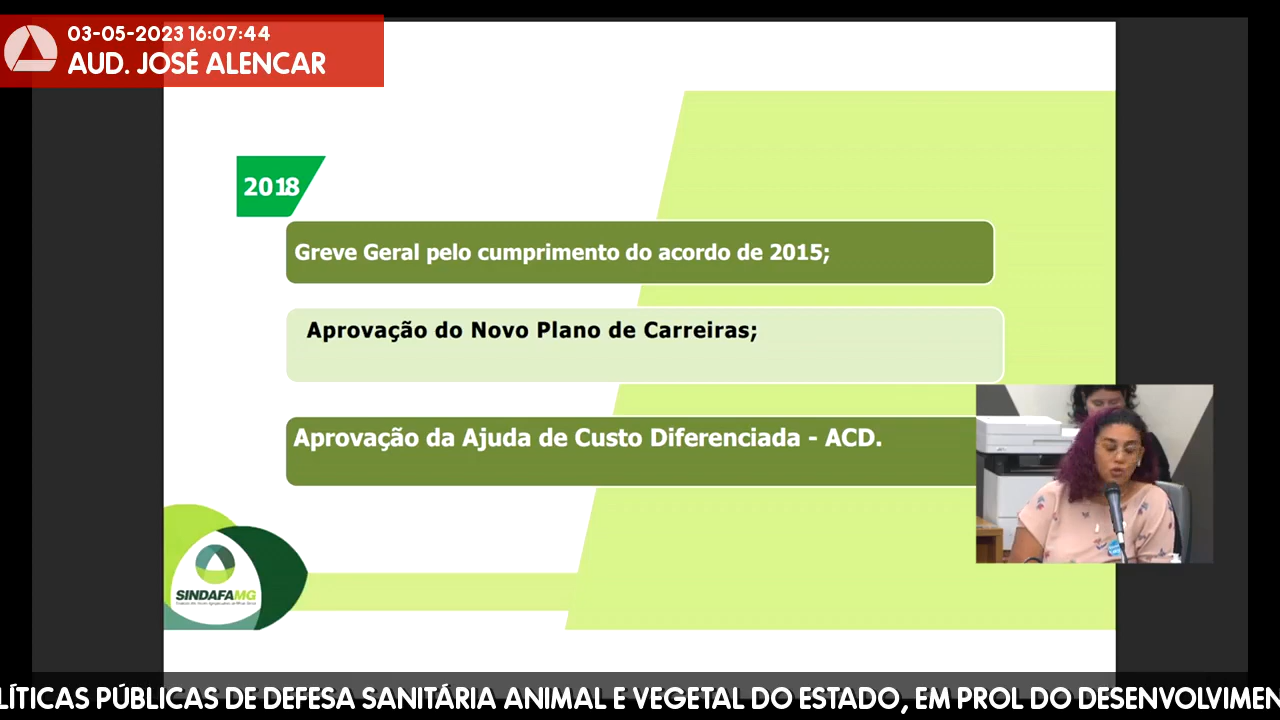 03-05-2023 16:07:44
AUD. JOSÉ ALENCAR
2018
Greve Geral pelo cumprimento do acordo de 2015;
Aprovação do Novo Plano de Carreiras;
Aprovação da Ajuda de Custo Diferenciada - ACD.
SINDAFAMG
LÍTICAS PÚBLICAS DE DEFESA SANITÁRIA ANIMAL E VEGETAL DO ESTADO, EM PROL DO DESENVOLVIMEN